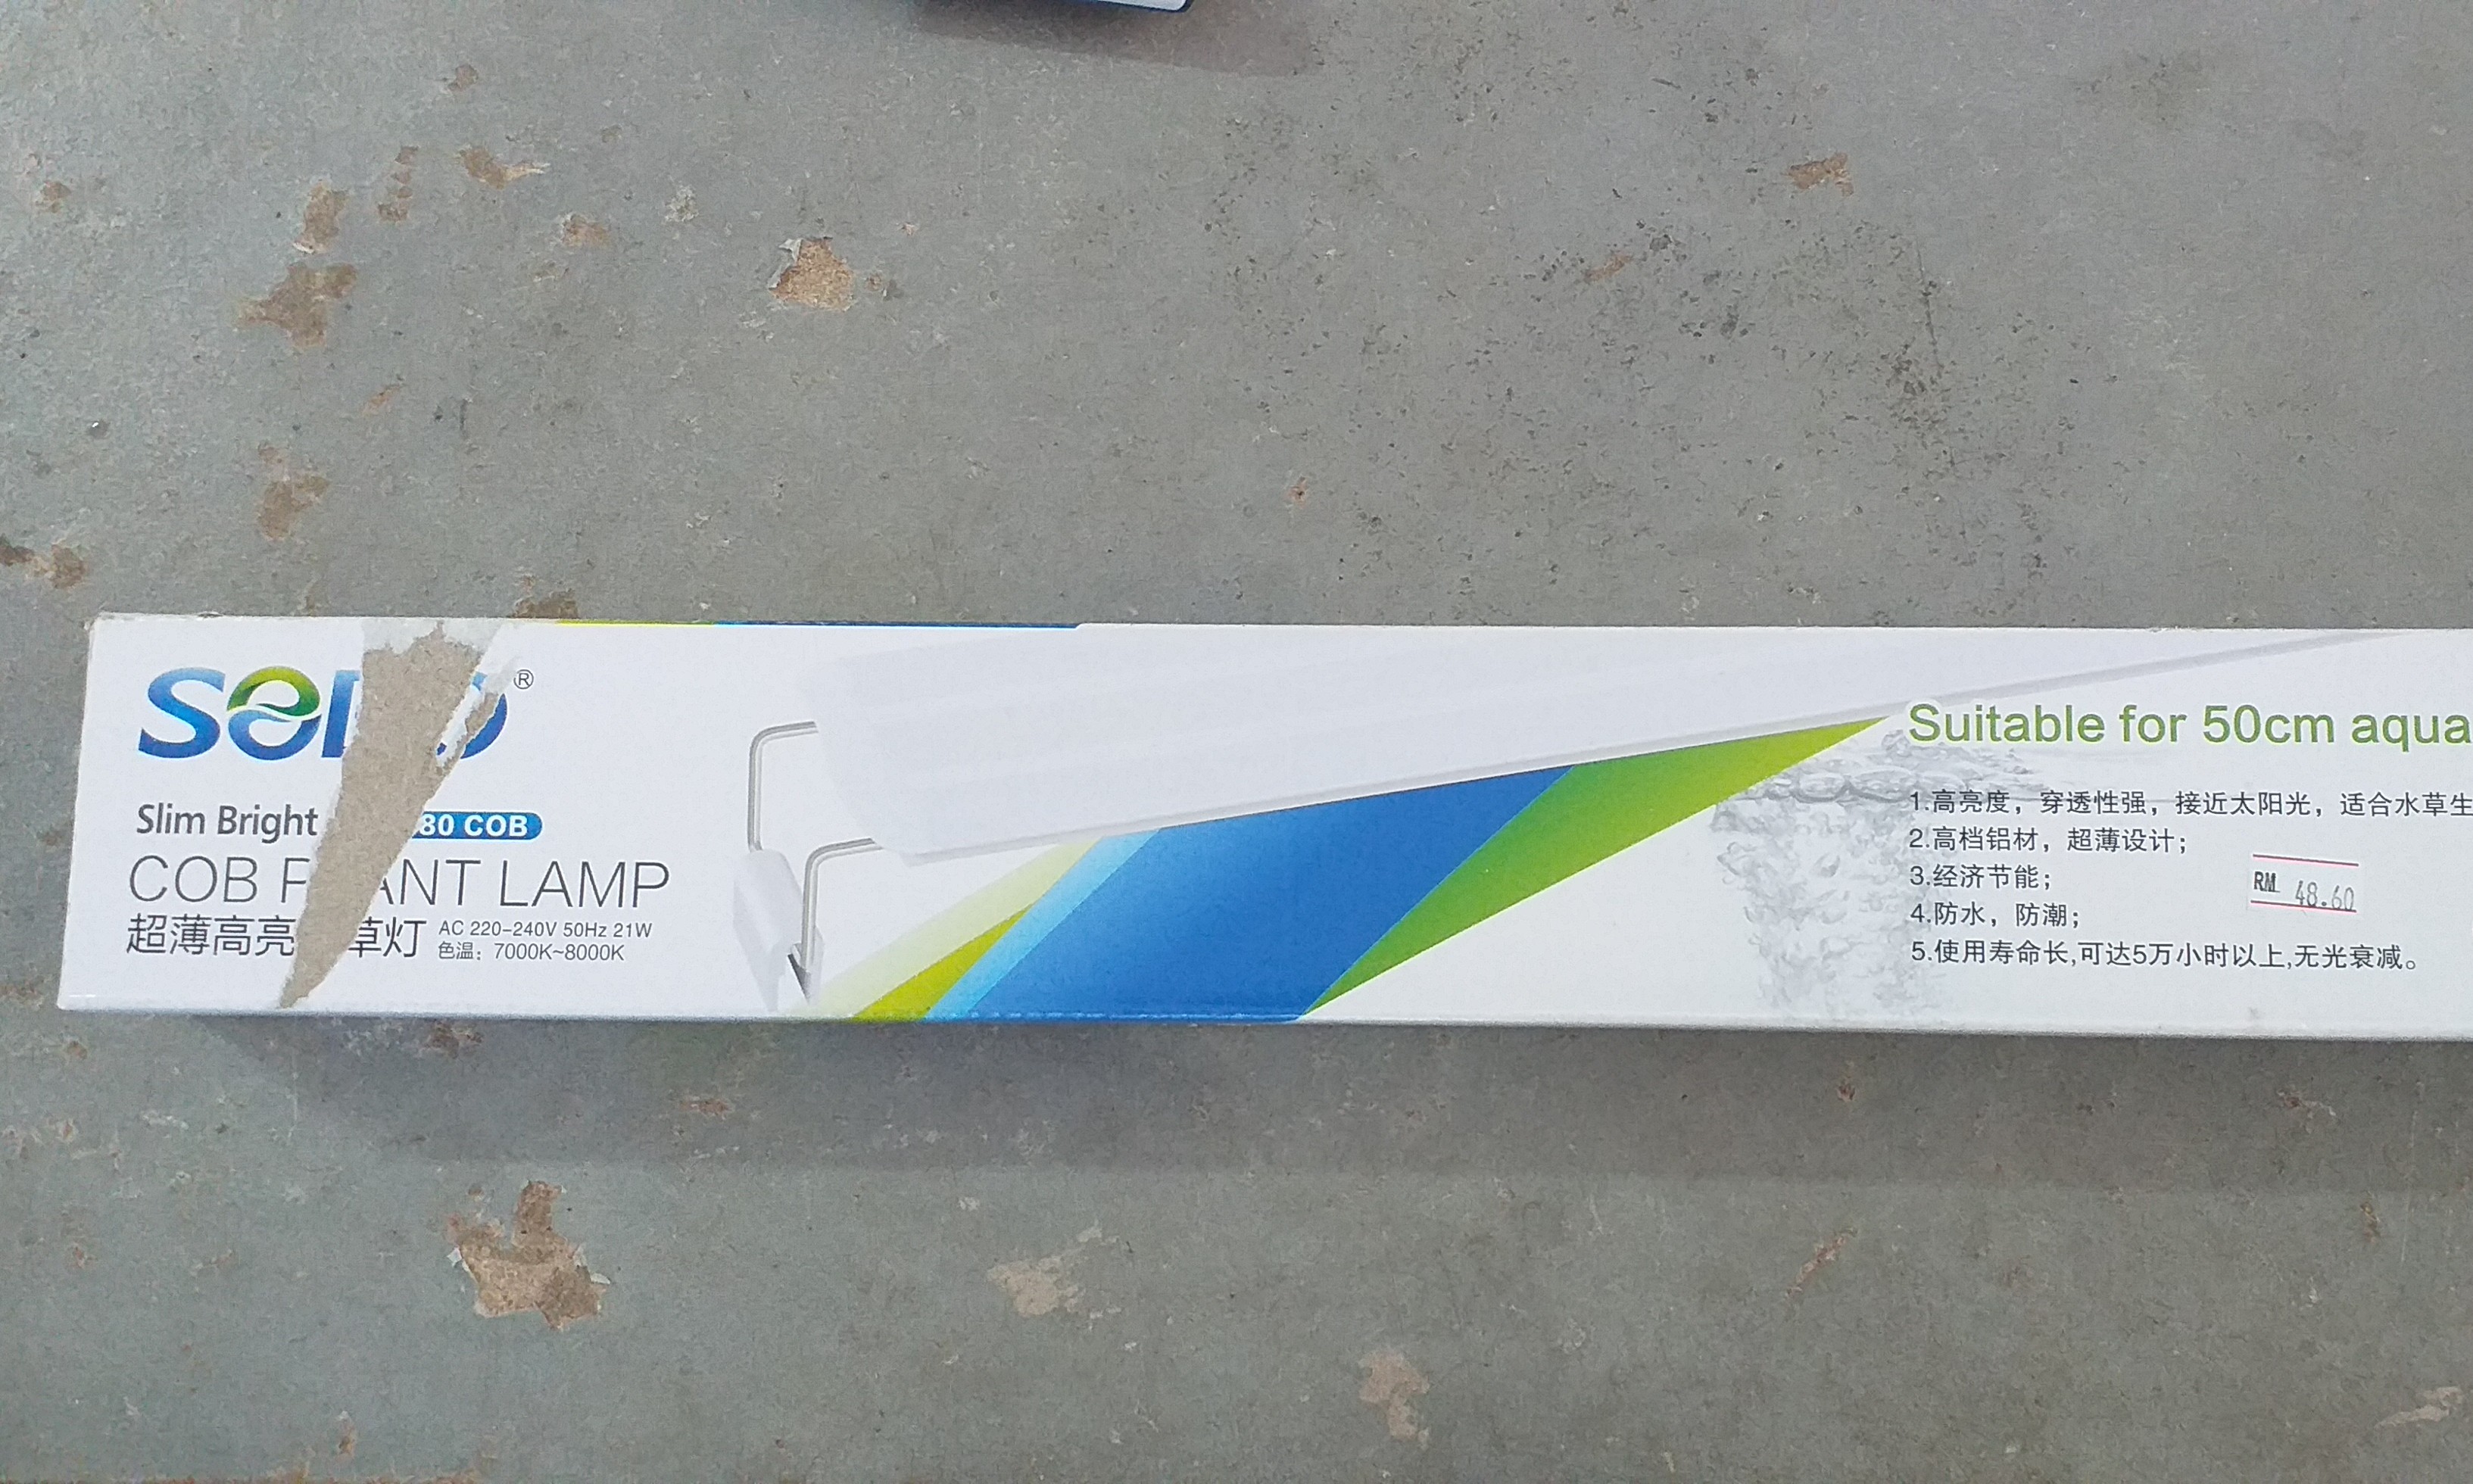 ®
Slim Bright
80 COB
COB ANT LAMP
超薄高亮 草灯
AC 220-240V 50Hz 21W
色温：7000K~8000K
Suitable for 50cm aqua
1.高亮度，穿透性强，接近太阳光，适合水草生
2.高档铝材，超薄设计；
3.经济节能；
4.防水，防潮；
5.使用寿命长,可达5万小时以上,无光衰减。
RM 48.60